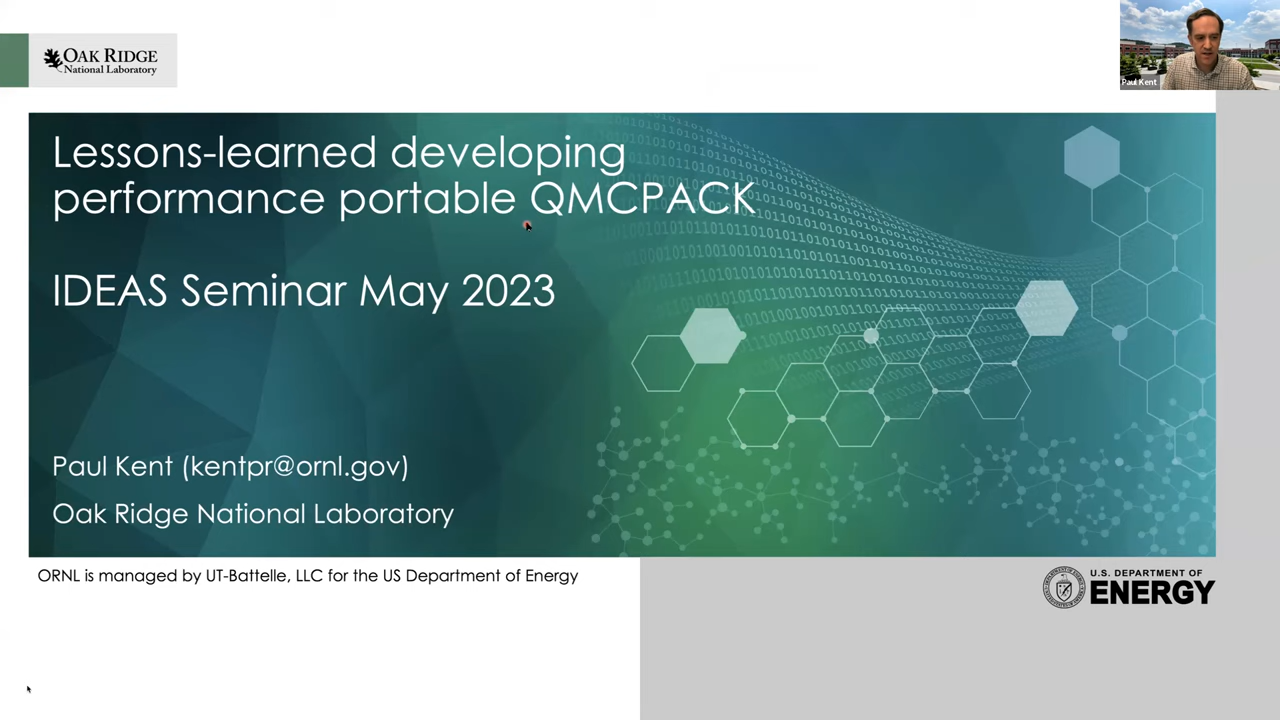 OAK RIDGE
National Laboratory
Paul Kent
Lessons-learned developing
performance portable QMCPACK
IDEAS Seminar May 2023
Paul Kent (kentpr@ornl.gov)
Oak Ridge National Laboratory
ORNL is managed by UT-Battelle, LLC for the US Department of Energy
U.S. DEPARTMENT OF
ENERGY